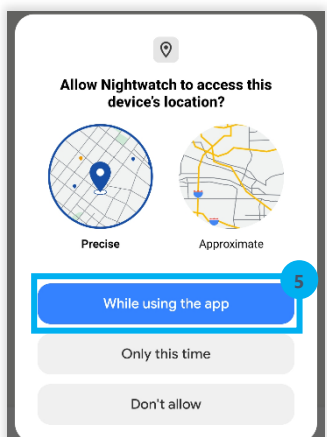 Allow Nightwatch to access this
device's location?
Precise
Approximate
5
While using the app
Only this time
Don't allow